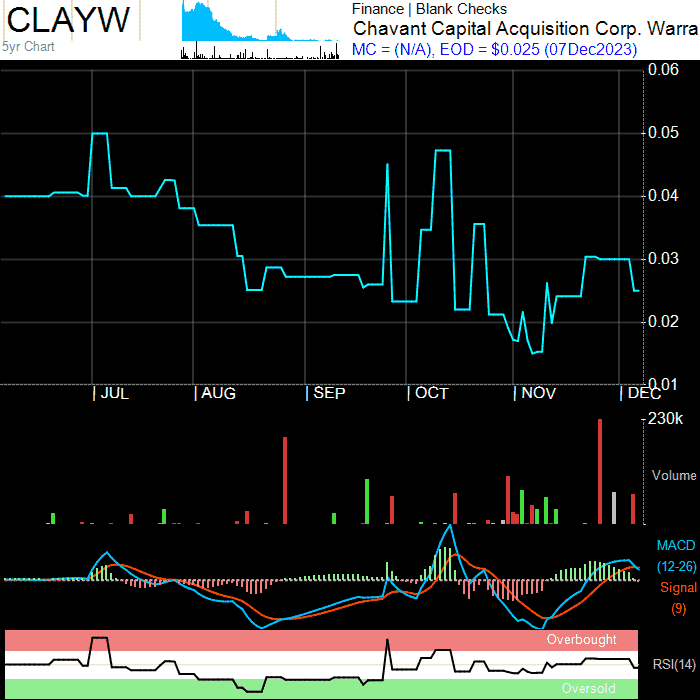 CLAYW
5yr Chart
Finance | Blank Checks
Chavant Capital Acquisition Corp. Warra
MC = (N/A), EOD = $0.025 (07Dec2023)
0.06
0.05
0.04
0.03
0.02
0.01
JUL AUG SEP OCT NOV DEC
230k
Volume
MACD
(12-26)
Signal
(9)
Overbought
RSI(14)
Oversold